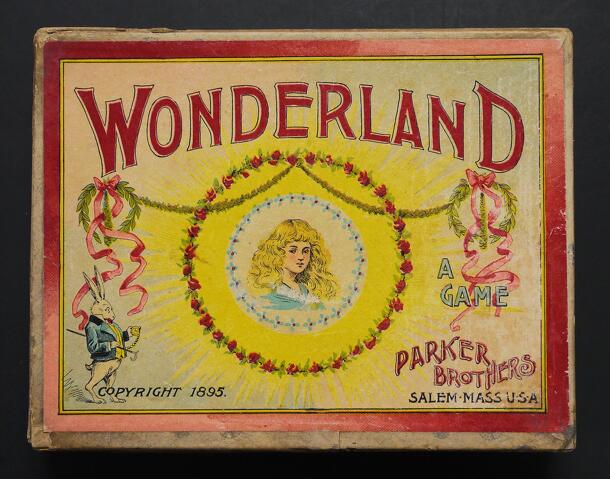 WONDERLAND
A
GAME
PARKER
BROTHERS
SALEM·MASS U·S·A
COPYRIGHT 1895.